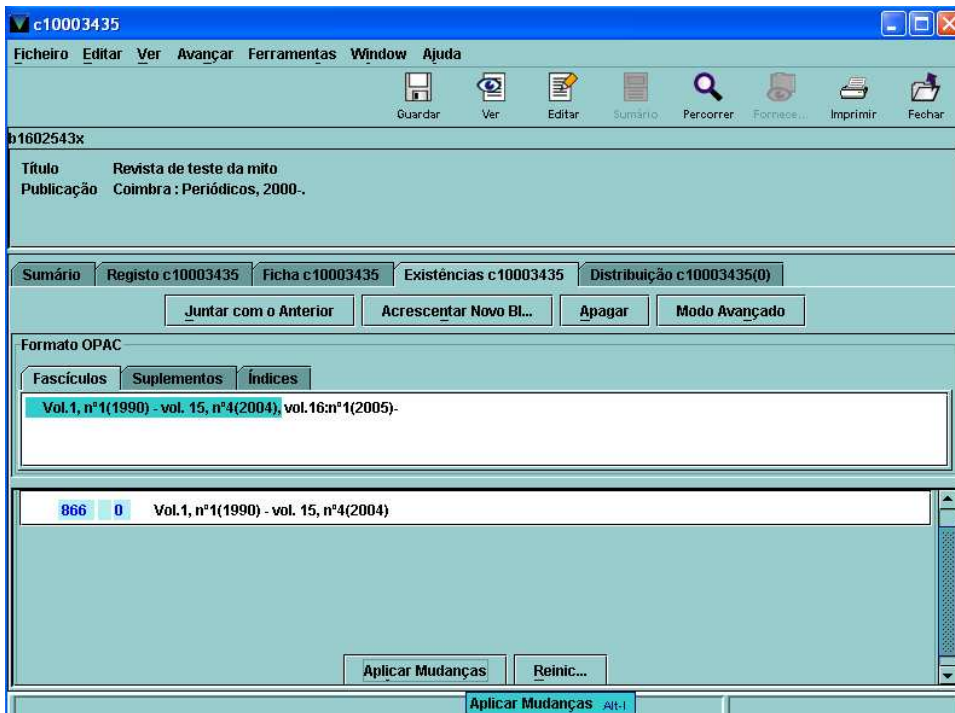 c10003435
Ficheiro Editar Ver Avançar Ferramentas Window Ajuda
Guardar Ver Editar Sumário Percorrer Fornece... Imprimir Fechar
b1602543x
Título Revista de teste da mito
Publicação Coimbra : Periódicos, 2000-.
Sumário Registo c10003435 Ficha c10003435 Existências c10003435 Distribuição c10003435(0)
Juntar com o Anterior Acrescentar Novo Bl... Apagar Modo Avançado
Formato OPAC
Fascículos Suplementos Índices
Vol.1, nº1(1990) - vol. 15, nº4(2004), vol.16:nº1(2005)-
866 0 Vol.1, nº1(1990) - vol. 15, nº4(2004)
Aplicar Mudanças Reinic...
Aplicar Mudanças Alt-I